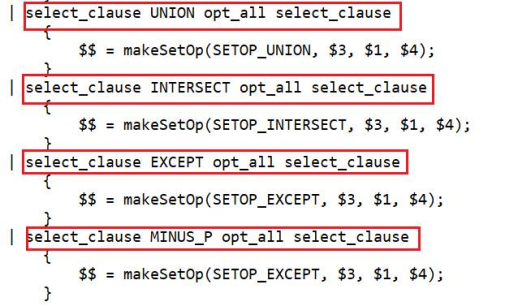 | select_clause UNION opt_all select_clause
{
$$ = makeSetOp(SETOP_UNION, $3, $1, $4);
}
| select_clause INTERSECT opt_all select_clause
{
$$ = makeSetOp(SETOP_INTERSECT, $3, $1, $4);
}
| select_clause EXCEPT opt_all select_clause
{
$$ = makeSetOp(SETOP_EXCEPT, $3, $1, $4);
}
| select_clause MINUS_P opt_all select_clause
{
$$ = makeSetOp(SETOP_EXCEPT, $3, $1, $4);
}